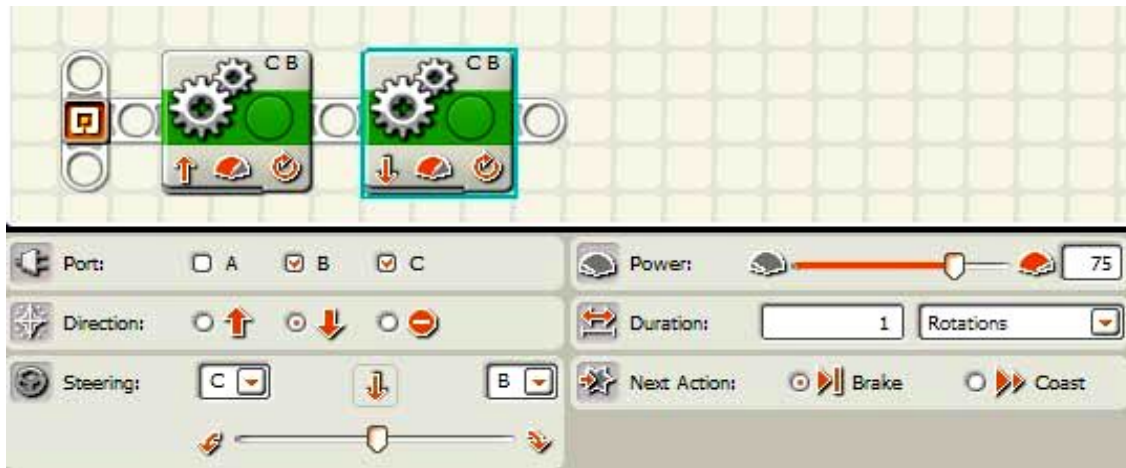 C B C B
Port: A B C Power: 75
Direction: Duration: 1 Rotations
Steering: C B Next Action: Brake Coast